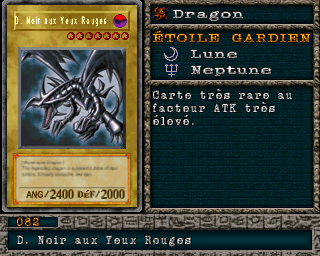 D. Noir aux Yeux Rouges
ANG/2400 DÉF/2000
Dragon
ÉTOILE GARDIEN
Lune
Neptune
Carte très rare au
facteur ATK très
élevé.
082
D. Noir aux Yeux Rouges